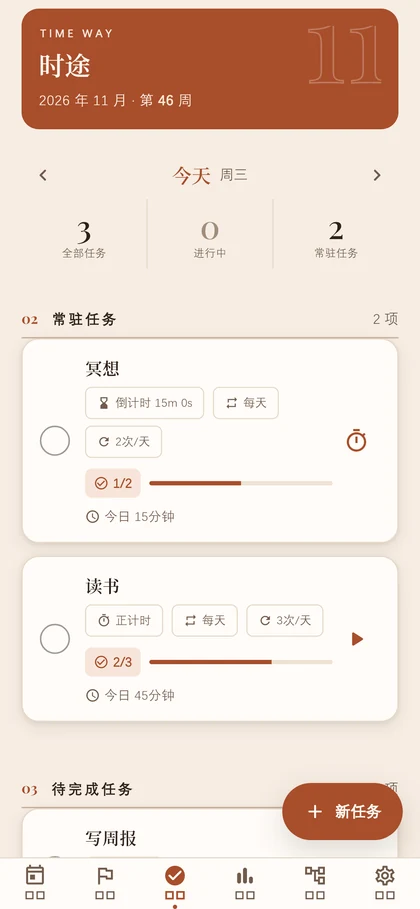 TIME WAY
时途
11
2026 年 11 月 · 第 46 周
今天 周三
3 0 2
全部任务 进行中 常驻任务
02 常驻任务 2 项
冥想
倒计时 15m 0s 每天
2次/天
1/2
今日 15分钟
读书
正计时 每天 3次/天
2/3
今日 45分钟
03 待完成任务 项
新任务
写周报